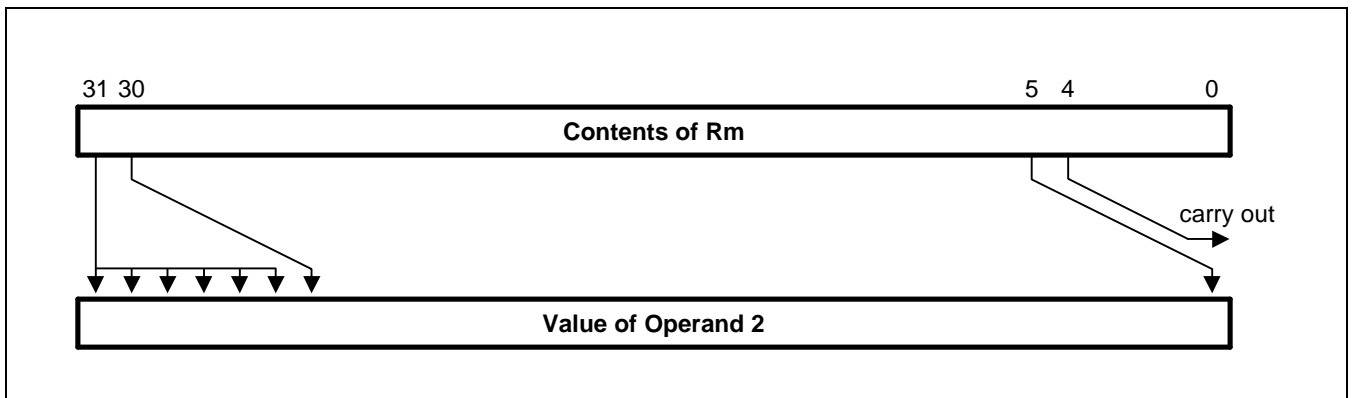 31 30 5 4 0
Contents of Rm
carry out
Value of Operand 2